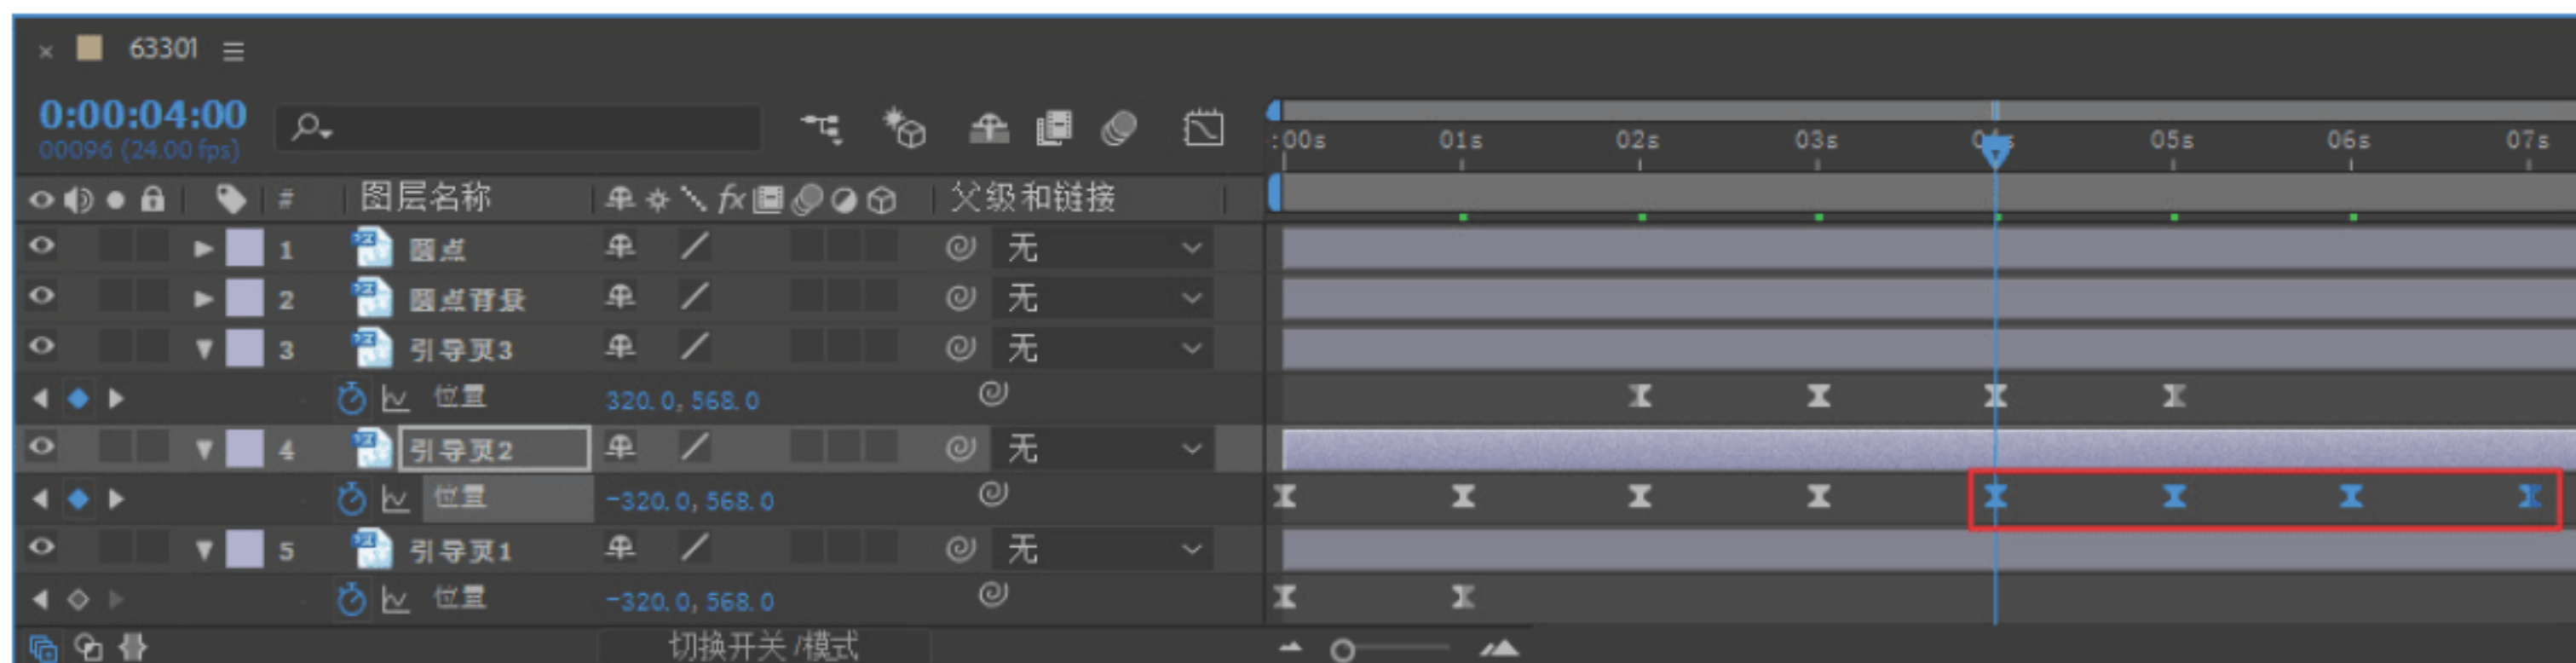 63301
0:00:04:00
00096 (24.00 fps)
:00s 01s 02s 03s 04s 05s 06s 07s
# 图层名称 fx 父级和链接
1 圆点 无
2 圆点背景 无
3 引导页3 无
位置 320.0, 568.0
4 引导页2 无
位置 -320.0, 568.0
5 引导页1 无
位置 -320.0, 568.0
切换开关/模式